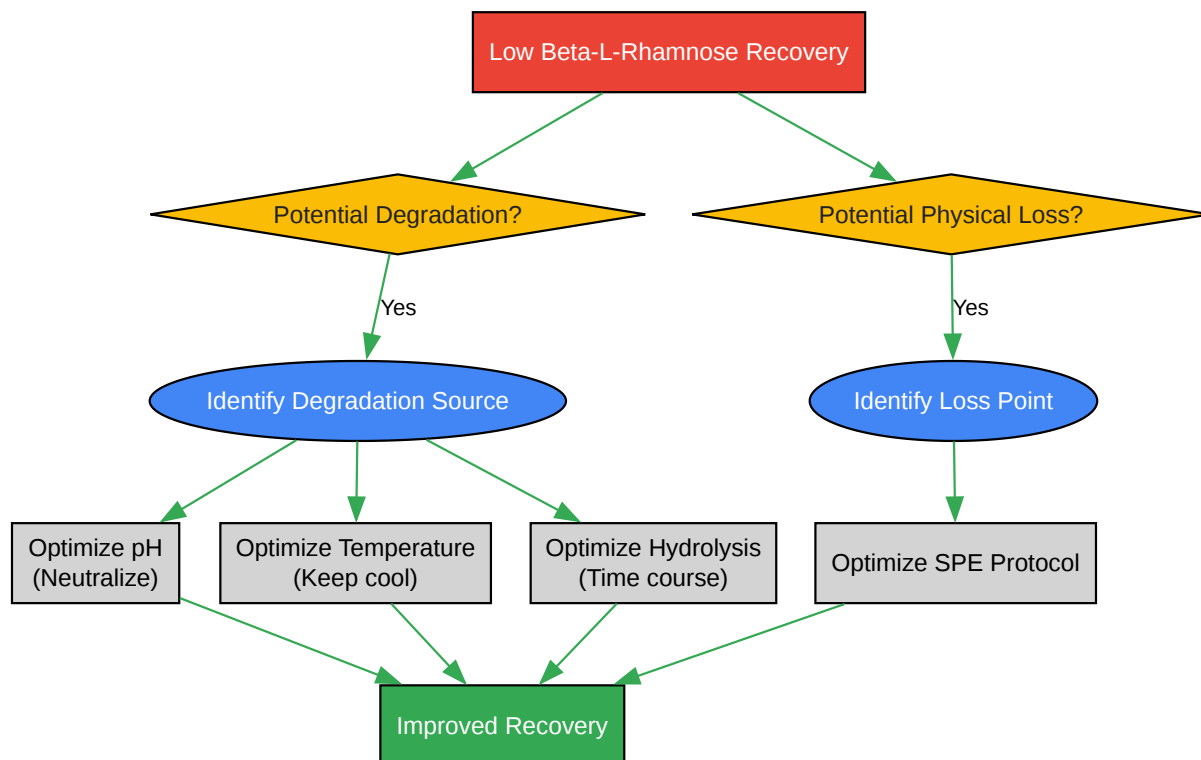 Low Beta-L-Rhamnose Recovery
Potential Degradation?
Potential Physical Loss?
Yes
Yes
Identify Degradation Source
Identify Loss Point
Optimize pH
(Neutralize)
Optimize Temperature
(Keep cool)
Optimize Hydrolysis
(Time course)
Optimize SPE Protocol
Improved Recovery